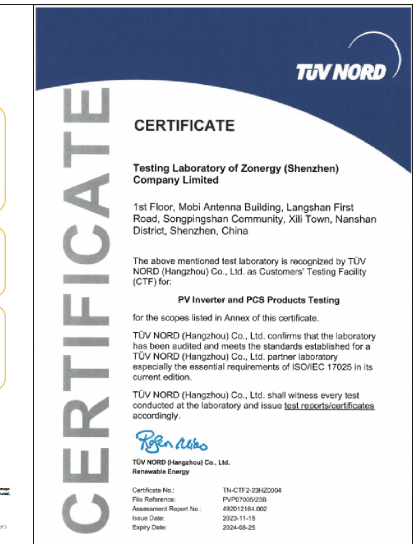 TÜV NORD
CERTIFICATE
CERTIFICATE
Testing Laboratory of Zonergy (Shenzhen)
Company Limited
1st Floor, Mobi Antenna Building, Langshan First
Road, Songpingshan Community, Xili Town, Nanshan
District, Shenzhen, China
The above mentioned test laboratory is recognized by TÜV
NORD (Hangzhou) Co., Ltd. as Customers' Testing Facility
(CTF) for:
PV Inverter and PCS Products Testing
for the scopes listed in Annex of this certificate.
TÜV NORD (Hangzhou) Co., Ltd. confirms that the laboratory
has been audited and meets the standards established for a
TÜV NORD (Hangzhou) Co., Ltd. partner laboratory
especially the essential requirements of ISO/IEC 17025 in its
current edition.
TÜV NORD (Hangzhou) Co., Ltd. shall witness every test
conducted at the laboratory and issue test reports/certificates
accordingly.
TÜV NORD (Hangzhou) Co., Ltd.
Renewable Energy
Certificate No.: TN-CTF2-23HZ0004
File Reference: PVP07005/23B
Assessment Report No.: 492012164.002
Issue Date: 2023-11-15
Expiry Date: 2024-08-25